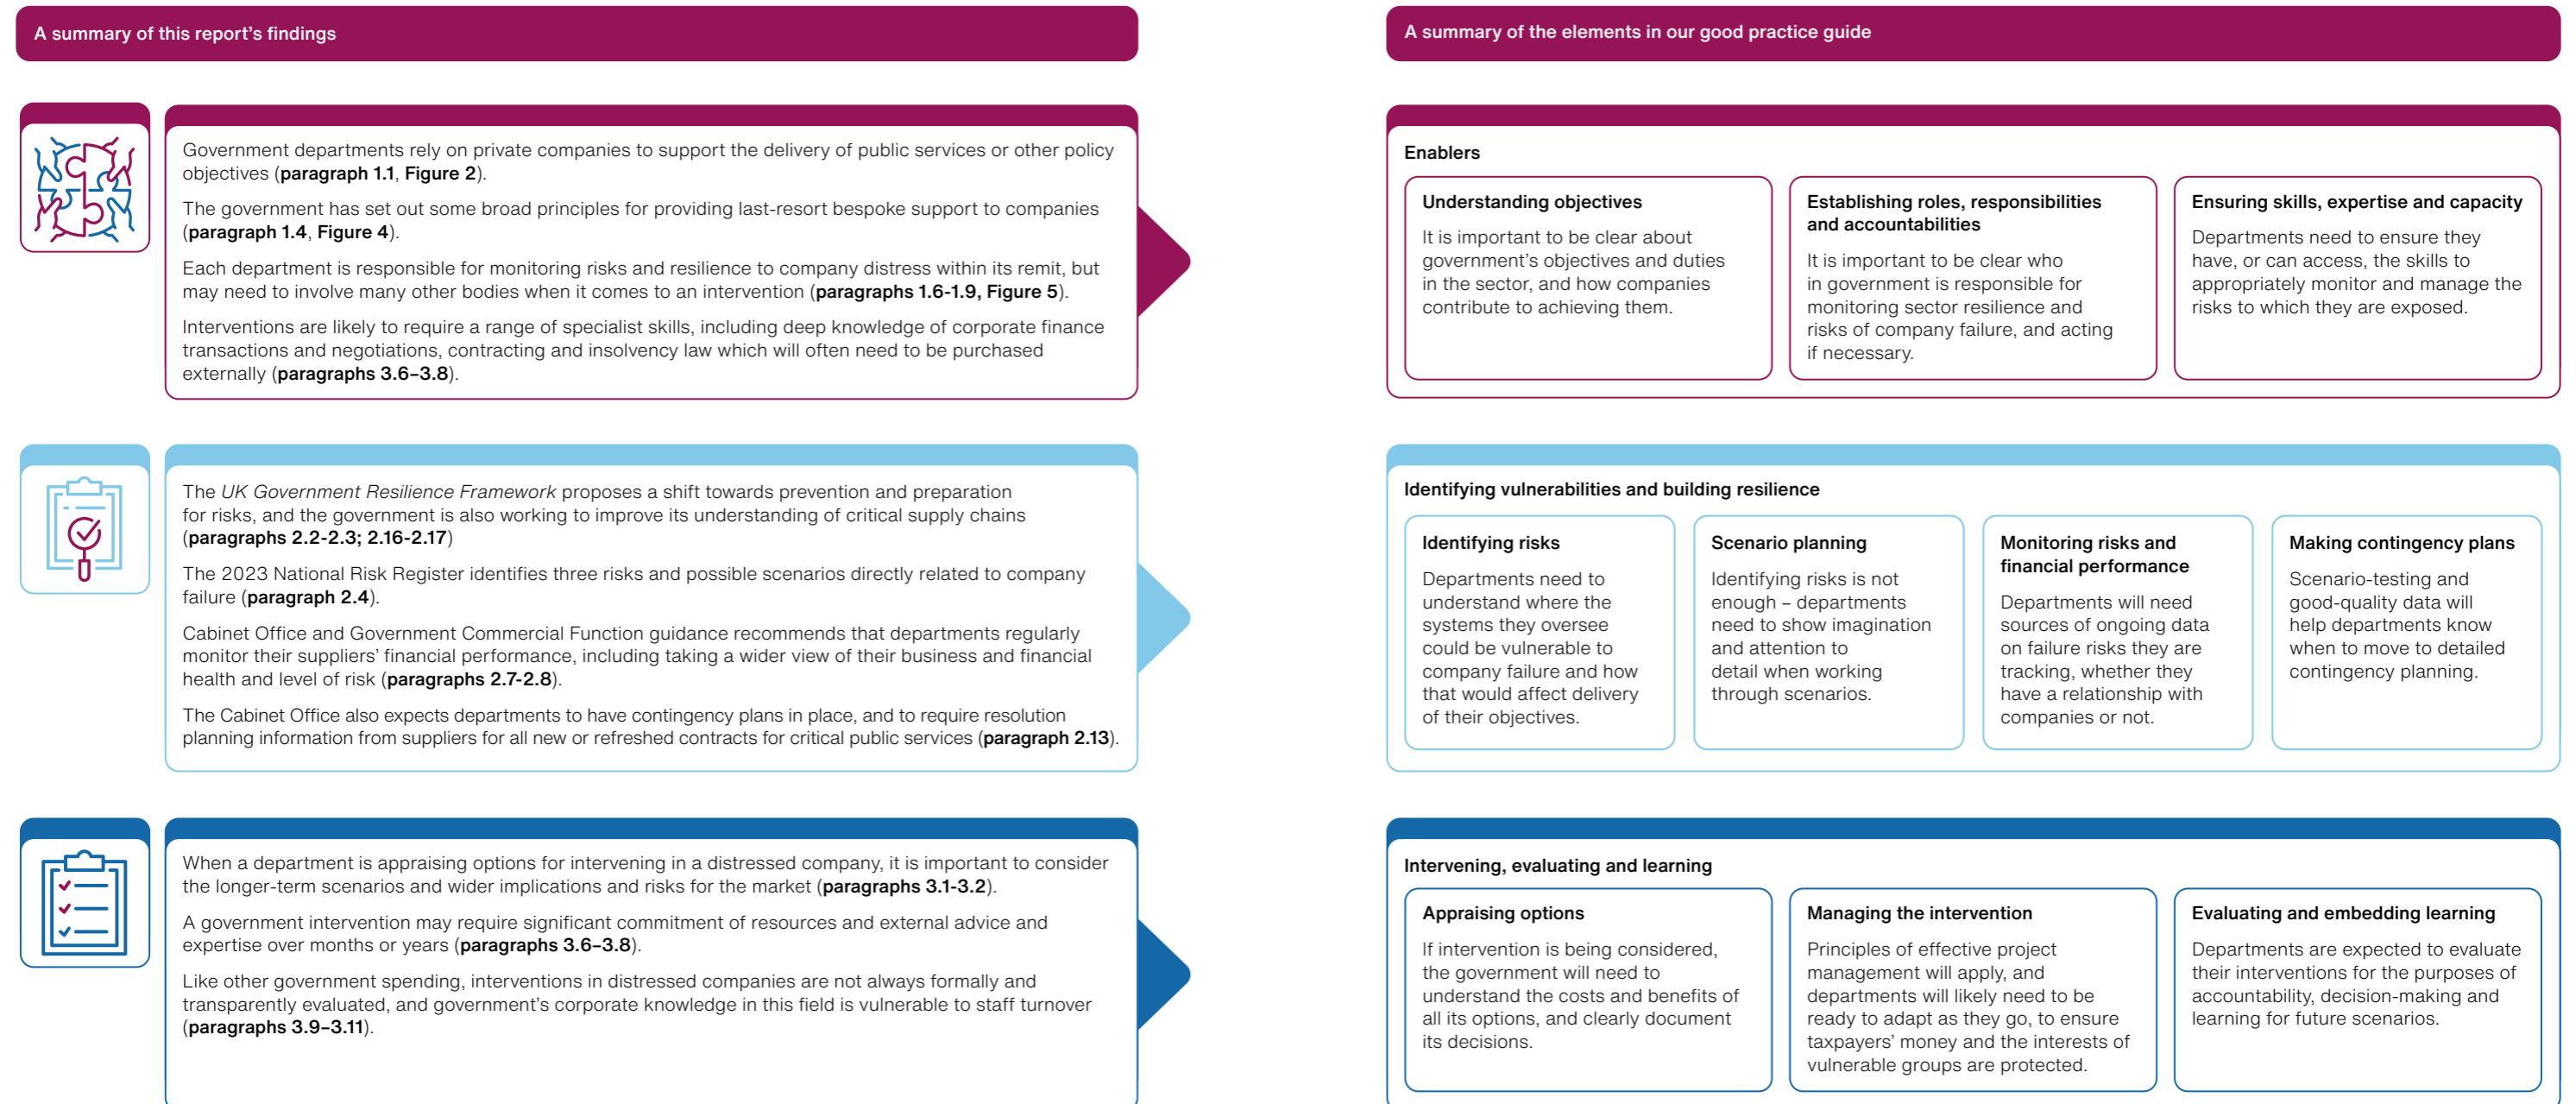 A summary of this report's findings
Government departments rely on private companies to support the delivery of public services or other policy
objectives (paragraph 1.1, Figure 2).
The government has set out some broad principles for providing last-resort bespoke support to companies
(paragraph 1.4, Figure 4).
Each department is responsible for monitoring risks and resilience to company distress within its remit, but
may need to involve many other bodies when it comes to an intervention (paragraphs 1.6-1.9, Figure 5).
Interventions are likely to require a range of specialist skills, including deep knowledge of corporate finance
transactions and negotiations, contracting and insolvency law which will often need to be purchased
externally (paragraphs 3.6–3.8).
The UK Government Resilience Framework proposes a shift towards prevention and preparation
for risks, and the government is also working to improve its understanding of critical supply chains
(paragraphs 2.2-2.3; 2.16-2.17)
The 2023 National Risk Register identifies three risks and possible scenarios directly related to company
failure (paragraph 2.4).
Cabinet Office and Government Commercial Function guidance recommends that departments regularly
monitor their suppliers' financial performance, including taking a wider view of their business and financial
health and level of risk (paragraphs 2.7-2.8).
The Cabinet Office also expects departments to have contingency plans in place, and to require resolution
planning information from suppliers for all new or refreshed contracts for critical public services (paragraph 2.13).
When a department is appraising options for intervening in a distressed company, it is important to consider
the longer-term scenarios and wider implications and risks for the market (paragraphs 3.1-3.2).
A government intervention may require significant commitment of resources and external advice and
expertise over months or years (paragraphs 3.6–3.8).
Like other government spending, interventions in distressed companies are not always formally and
transparently evaluated, and government's corporate knowledge in this field is vulnerable to staff turnover
(paragraphs 3.9–3.11).
A summary of the elements in our good practice guide
Enablers
Understanding objectives
It is important to be clear about
government's objectives and duties
in the sector, and how companies
contribute to achieving them.
Establishing roles, responsibilities
and accountabilities
It is important to be clear who
in government is responsible for
monitoring sector resilience and
risks of company failure, and acting
if necessary.
Ensuring skills, expertise and capacity
Departments need to ensure they
have, or can access, the skills to
appropriately monitor and manage the
risks to which they are exposed.
Identifying vulnerabilities and building resilience
Identifying risks
Departments need to
understand where the
systems they oversee
could be vulnerable to
company failure and how
that would affect delivery
of their objectives.
Scenario planning
Identifying risks is not
enough – departments
need to show imagination
and attention to
detail when working
through scenarios.
Monitoring risks and
financial performance
Departments will need
sources of ongoing data
on failure risks they are
tracking, whether they
have a relationship with
companies or not.
Making contingency plans
Scenario-testing and
good-quality data will
help departments know
when to move to detailed
contingency planning.
Intervening, evaluating and learning
Appraising options
If intervention is being considered,
the government will need to
understand the costs and benefits of
all its options, and clearly document
its decisions.
Managing the intervention
Principles of effective project
management will apply, and
departments will likely need to be
ready to adapt as they go, to ensure
taxpayers' money and the interests of
vulnerable groups are protected.
Evaluating and embedding learning
Departments are expected to evaluate
their interventions for the purposes of
accountability, decision-making and
learning for future scenarios.